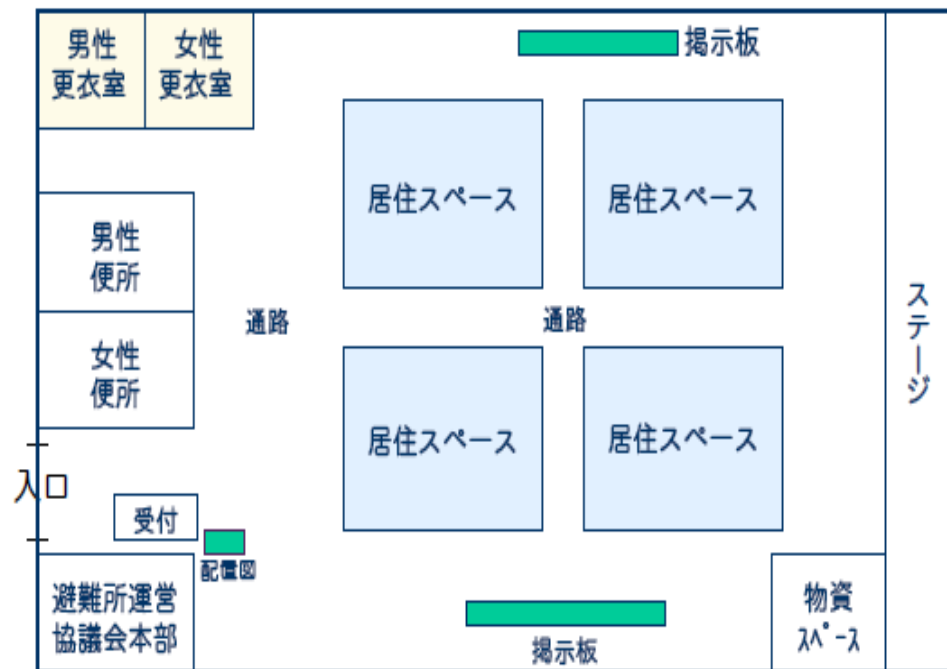 男性
更衣室
女性
更衣室
掲示板
居住スペース
居住スペース
男性
便所
通路
通路
ステージ
女性
便所
居住スペース
居住スペース
入口
受付
配置図
避難所運営
協議会本部
掲示板
物資
スペース